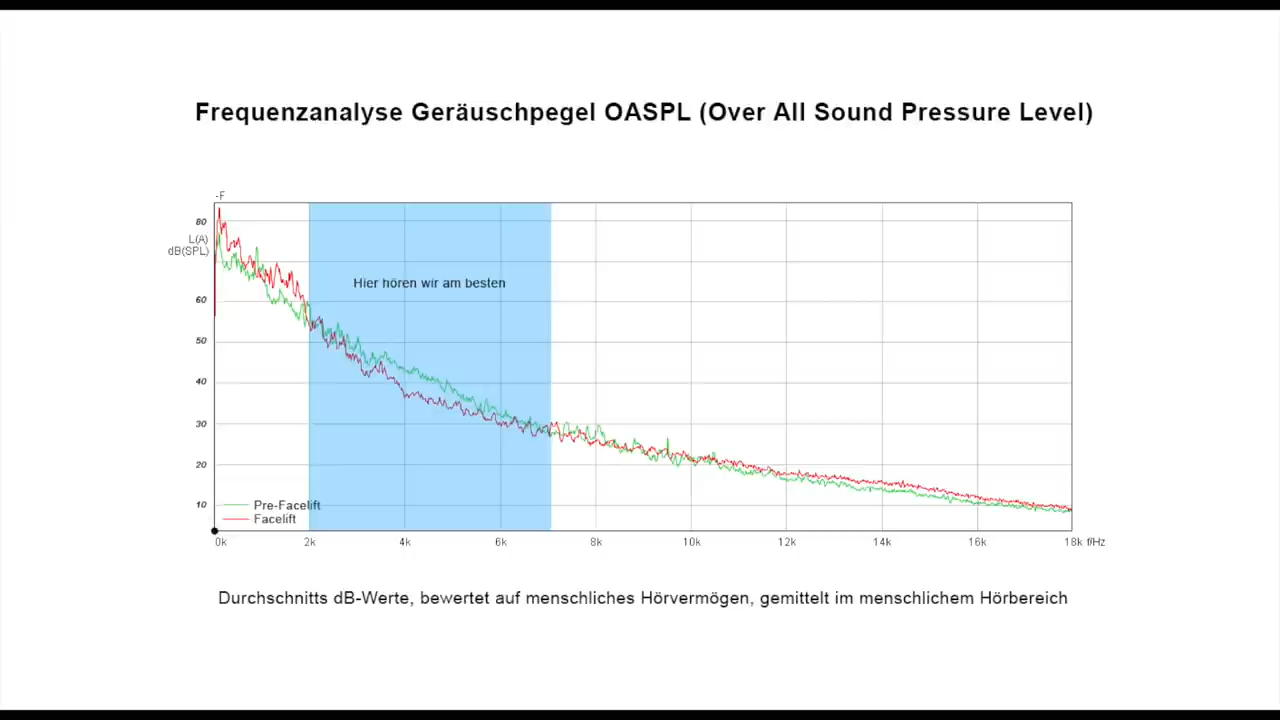 Frequenzanalyse Geräuschpegel OASPL (Over All Sound Pressure Level)
-F
80
L(A)
dB(SPL)
60
50
40
30
20
10
Hier hören wir am besten
Pre-Facelift
Facelift
0k 2k 4k 6k 8k 10k 12k 14k 16k 18k f/Hz
Durchschnitts dB-Werte, bewertet auf menschliches Hörvermögen, gemittelt im menschlichem Hörbereich